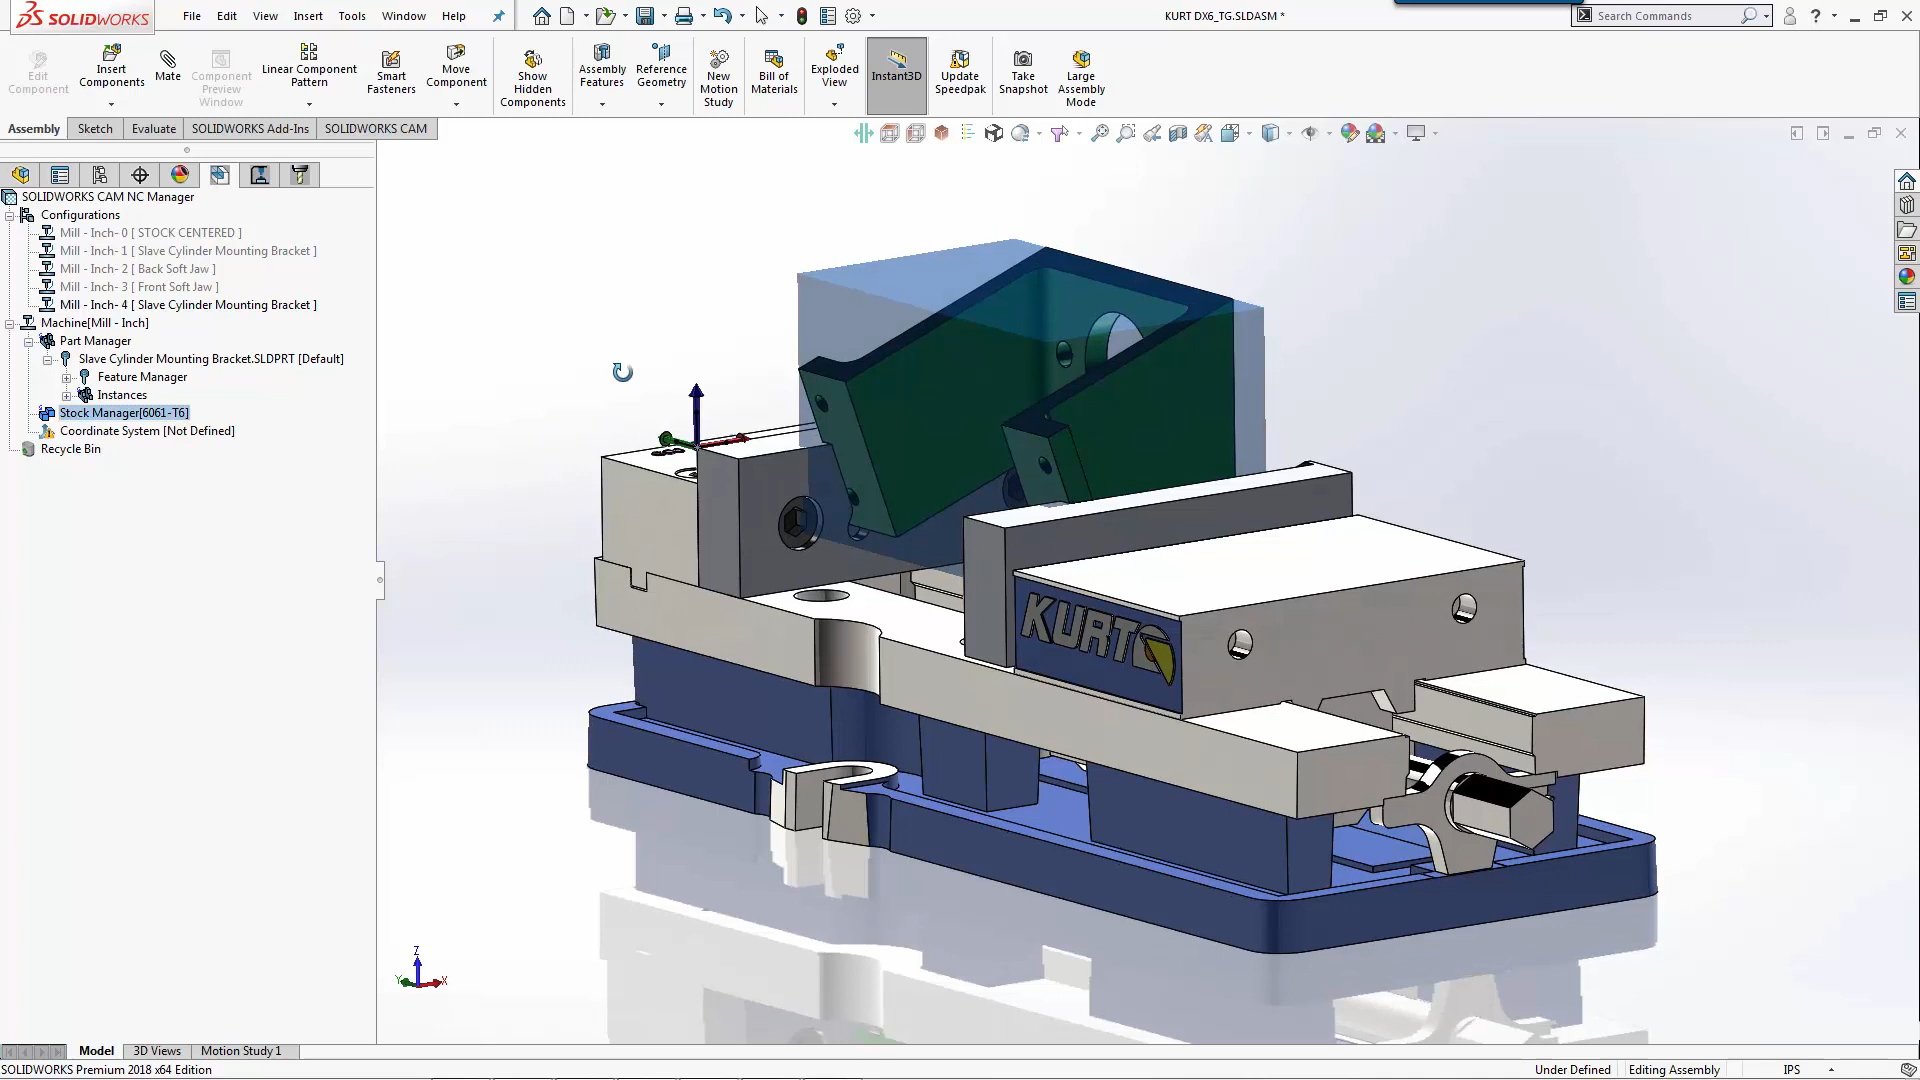 SOLIDWORKS
File Edit View Insert Tools Window Help
KURT DX6_TG.SLDASM *
Search Commands
Edit Component
Insert Components
Mate
Component Preview Window
Linear Component Pattern
Smart Fasteners
Move Component
Show Hidden Components
Assembly Features
Reference Geometry
New Motion Study
Bill of Materials
Exploded View
Instant3D
Update Speedpak
Take Snapshot
Large Assembly Mode
Assembly Sketch Evaluate SOLIDWORKS Add-Ins SOLIDWORKS CAM
SOLIDWORKS CAM NC Manager
Configurations
Mill - Inch- 0 [ STOCK CENTERED ]
Mill - Inch- 1 [ Slave Cylinder Mounting Bracket ]
Mill - Inch- 2 [ Back Soft Jaw ]
Mill - Inch- 3 [ Front Soft Jaw ]
Mill - Inch- 4 [ Slave Cylinder Mounting Bracket ]
Machine[Mill - Inch]
Part Manager
Slave Cylinder Mounting Bracket.SLDPRT [Default]
Feature Manager
Instances
Stock Manager[6061-T6]
Coordinate System [Not Defined]
Recycle Bin
KURT
Z
Y X
Model 3D Views Motion Study 1
SOLIDWORKS Premium 2018 x64 Edition
Under Defined Editing Assembly IPS